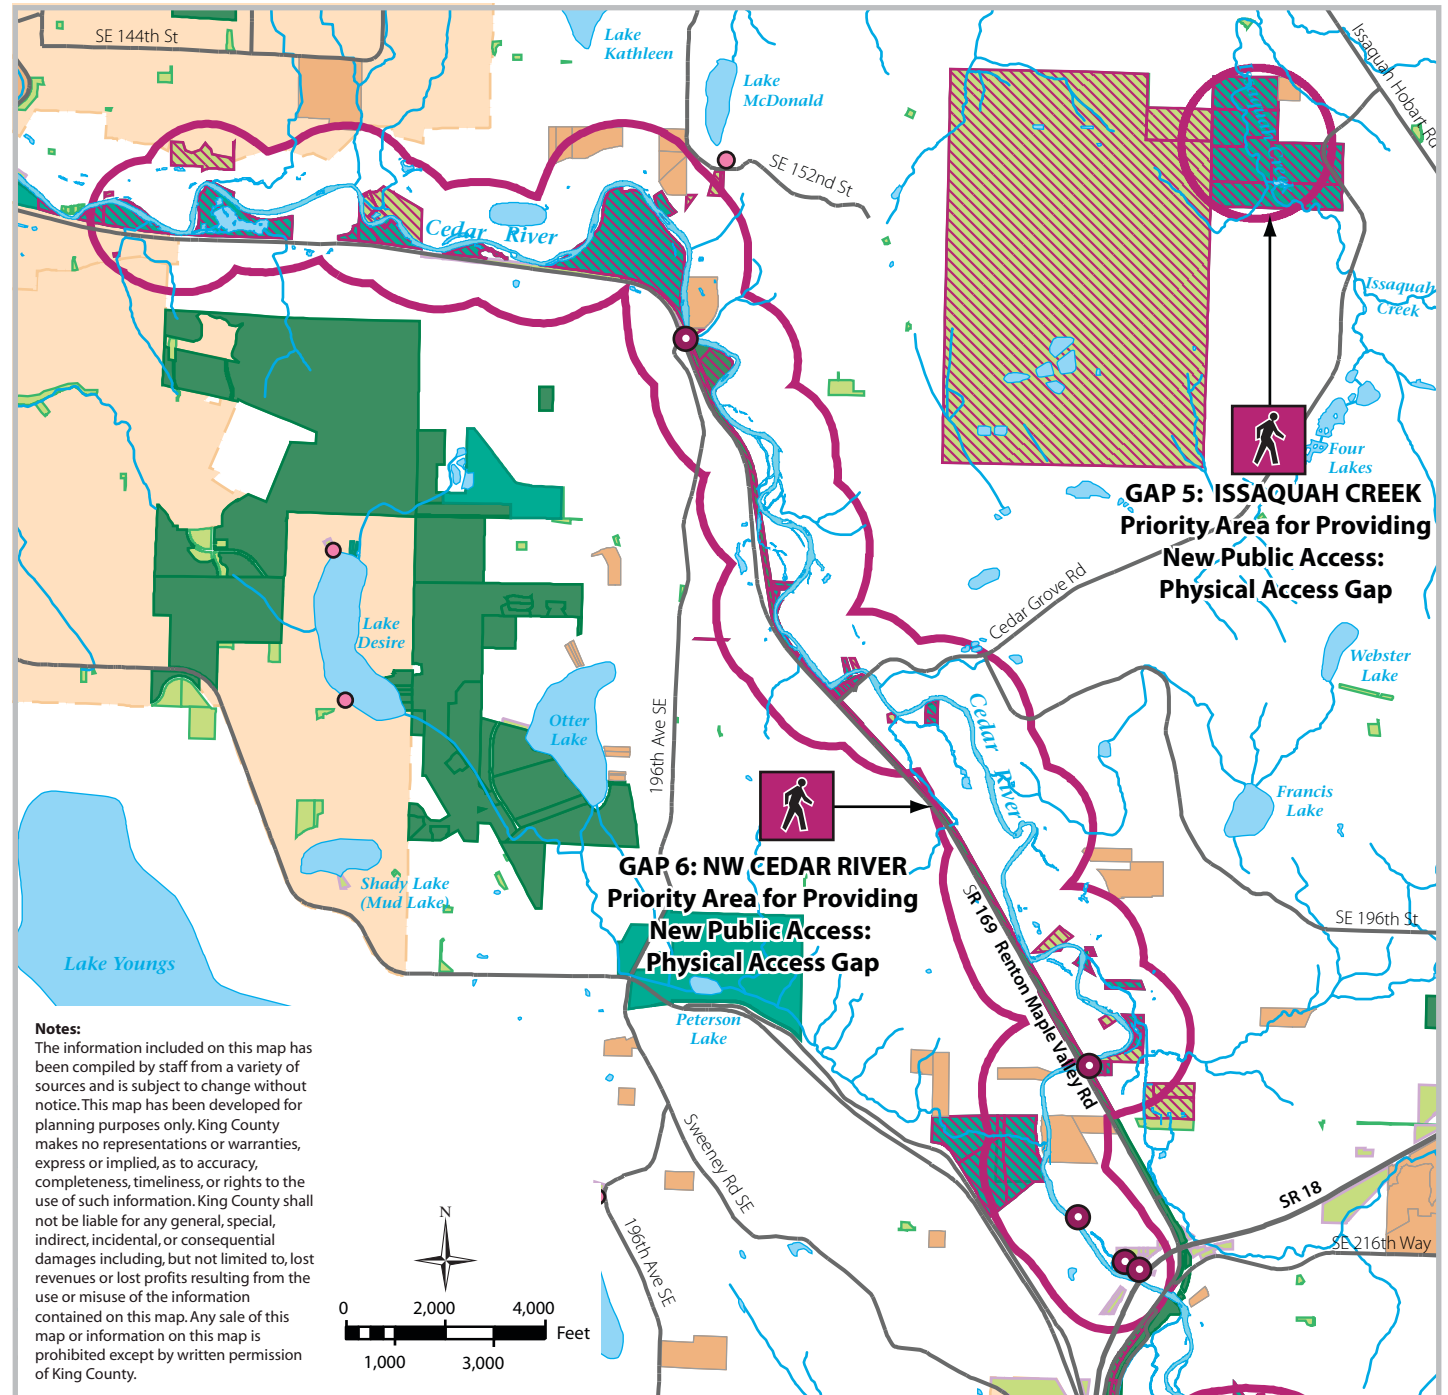 SE 144th St
Lake
Kathleen
Lake
McDonald
Issaquah Hobart Rd
SE 152nd St
Cedar River
Issaquah
Creek
Four
Lakes
GAP 5: ISSAQUAH CREEK
Priority Area for Providing
New Public Access:
Physical Access Gap
Cedar Grove Rd
Lake
Desire
Webster
Lake
Otter
Lake
196th Ave SE
Cedar River
Francis
Lake
GAP 6: NW CEDAR RIVER
Priority Area for Providing
New Public Access:
Physical Access Gap
Shady Lake
(Mud Lake)
SR 169 Renton Maple Valley Rd
SE 196th St
Lake Youngs
Peterson
Lake
Notes:
The information included on this map has
been compiled by staff from a variety of
sources and is subject to change without
notice. This map has been developed for
planning purposes only. King County
makes no representations or warranties,
express or implied, as to accuracy,
completeness, timeliness, or rights to the
use of such information. King County shall
not be liable for any general, special,
indirect, incidental, or consequential
damages including, but not limited to, lost
revenues or lost profits resulting from the
use or misuse of the information
contained on this map. Any sale of this
map or information on this map is
prohibited except by written permission
of King County.
Sweeney Rd SE
SR 18
196th Ave SE
SE 216th Way
N
0 2,000 4,000
Feet
1,000 3,000